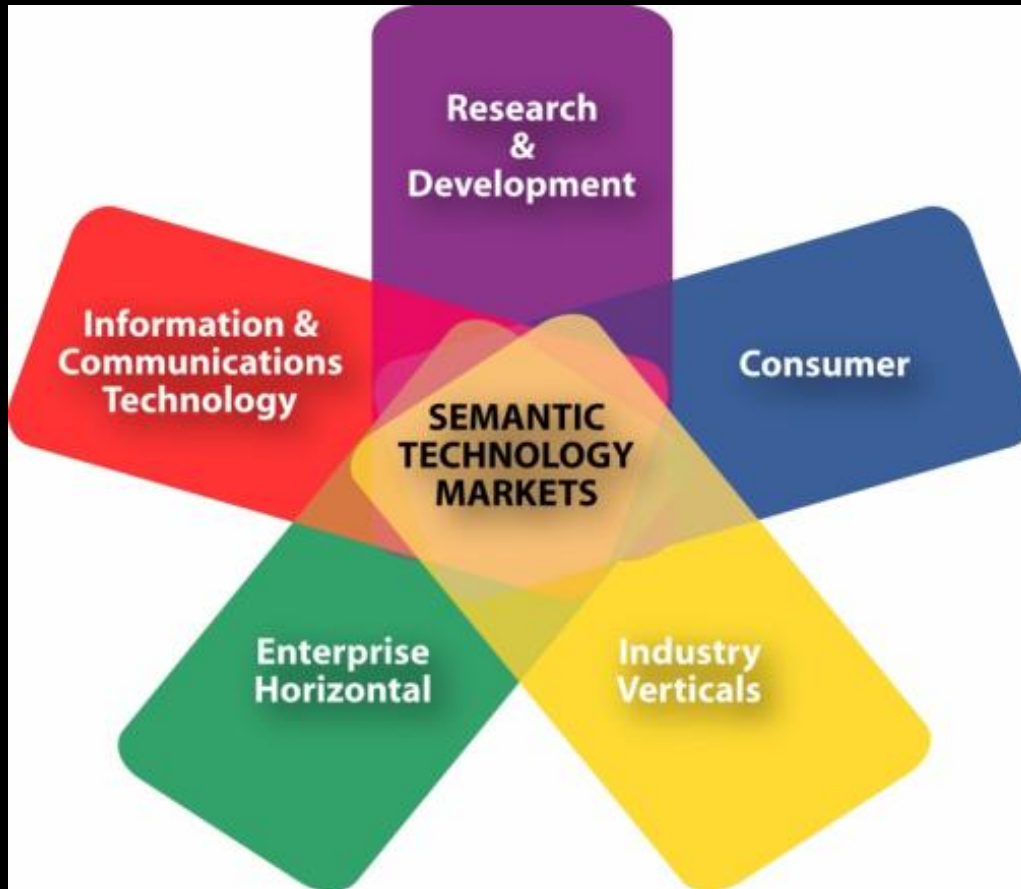 Research
&
Development
Information &
Communications
Technology
Consumer
SEMANTIC
TECHNOLOGY
MARKETS
Enterprise
Horizontal
Industry
Verticals